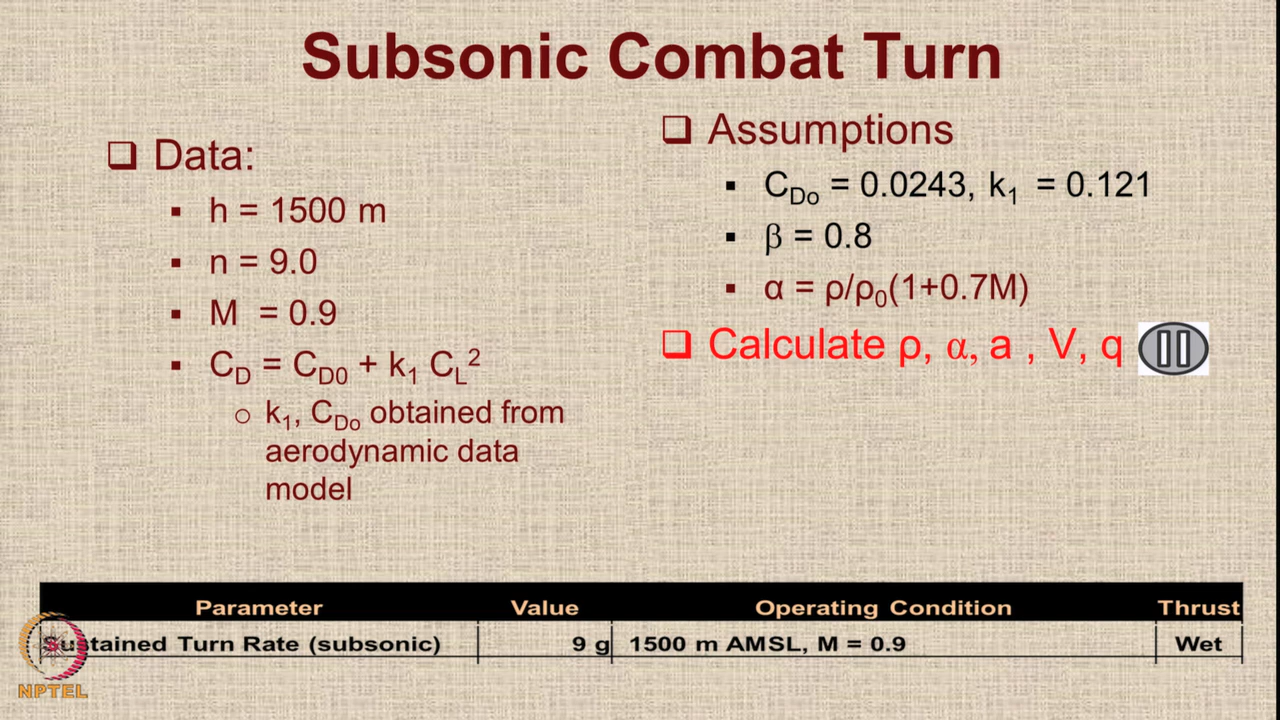 Subsonic Combat Turn
❑ Data:
▪ h = 1500 m
▪ n = 9.0
▪ M = 0.9
▪ C_D = C_D0 + k_1 C_L^2
o k_1, C_Do obtained from
aerodynamic data
model
❑ Assumptions
▪ C_Do = 0.0243, k_1 = 0.121
▪ β = 0.8
▪ α = ρ/ρ_0(1+0.7M)
❑ Calculate ρ, α, a , V, q
Parameter Value Operating Condition Thrust
Sustained Turn Rate (subsonic) 9 g 1500 m AMSL, M = 0.9 Wet
NPTEL